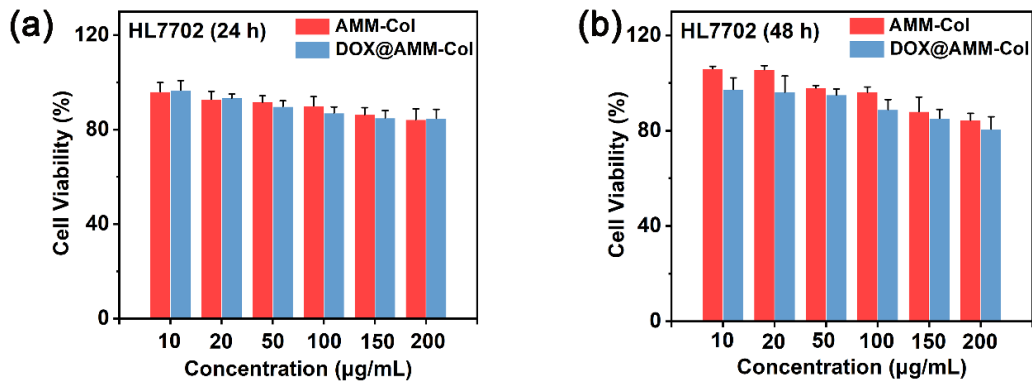 (a)
HL7702 (24 h)
AMM-Col
DOX@AMM-Col
Cell Viability (%)
120
80
40
0
10 20 50 100 150 200
Concentration (µg/mL)
(b)
HL7702 (48 h)
AMM-Col
DOX@AMM-Col
Cell Viability (%)
120
80
40
0
10 20 50 100 150 200
Concentration (µg/mL)